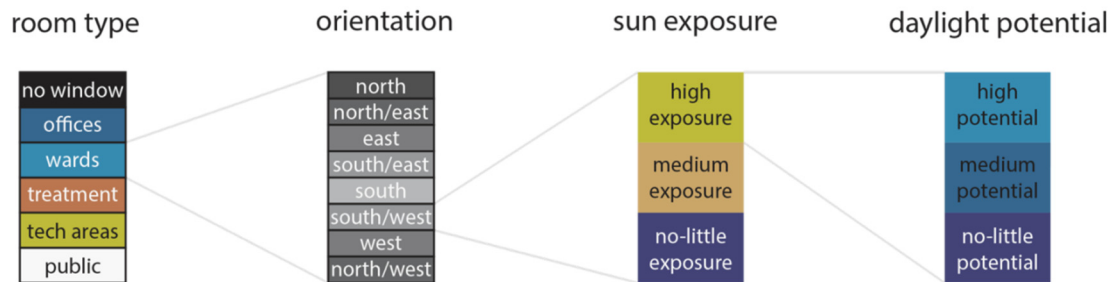 room type
orientation
sun exposure
daylight potential
no window
offices
wards
treatment
tech areas
public
north
north/east
east
south/east
south
south/west
west
north/west
high
exposure
medium
exposure
no-little
exposure
high
potential
medium
potential
no-little
potential